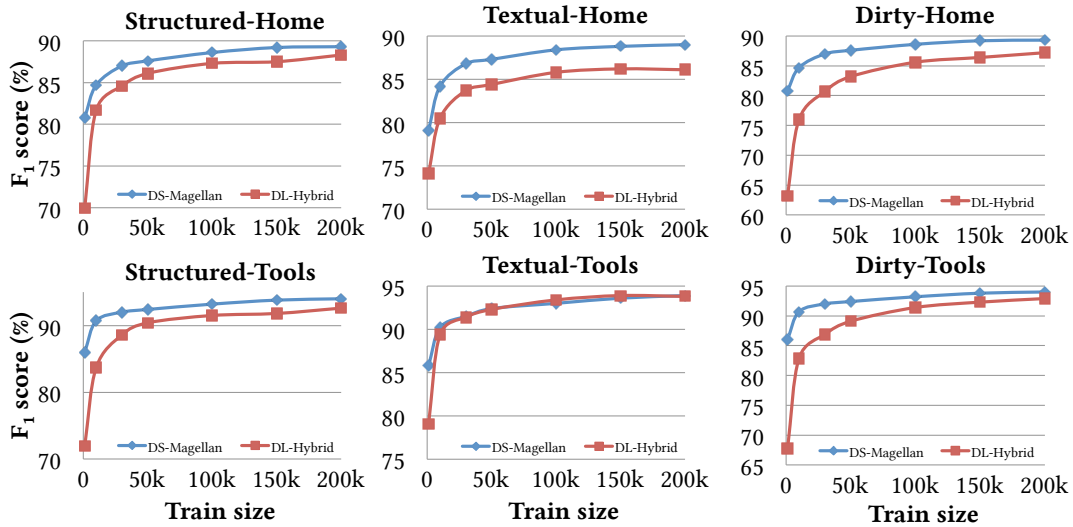 Structured-Home
F1 score (%)
90
85
80
75
70
DS-Magellan DL-Hybrid
0 50k 100k 150k 200k
Textual-Home
90
85
80
75
70
DS-Magellan DL-Hybrid
0 50k 100k 150k 200k
Dirty-Home
90
85
80
75
70
65
60
DS-Magellan DL-Hybrid
0 50k 100k 150k 200k
Structured-Tools
F1 score (%)
90
80
70
DS-Magellan DL-Hybrid
0 50k 100k 150k 200k
Train size
Textual-Tools
95
90
85
80
75
DS-Magellan DL-Hybrid
0 50k 100k 150k 200k
Train size
Dirty-Tools
95
90
85
80
75
70
65
DS-Magellan DL-Hybrid
0 50k 100k 150k 200k
Train size